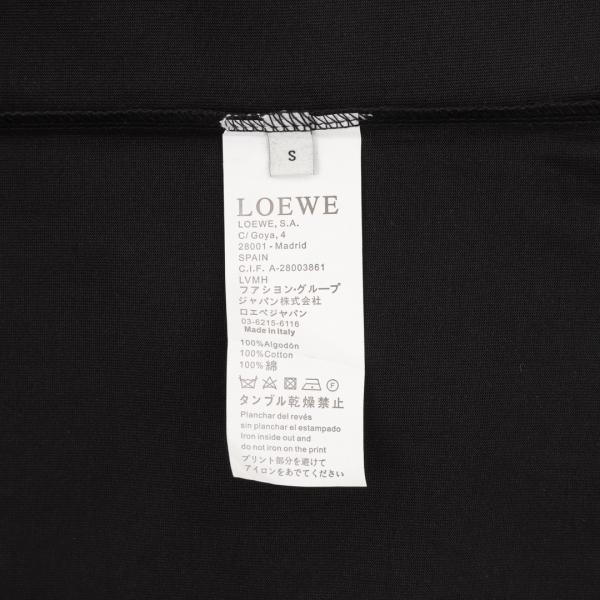 S
LOEWE
LOEWE, S.A.
C/ Goya, 4
28001 - Madrid
SPAIN
C.I.F. A-28003861
LVMH
ファシヨン・グループ
ジャパン株式会社
ロエベジャパン
03-6215-6116
Made in Italy
100%Algodón
100%Cotton
100% 綿
F
タンブル乾燥禁止
Planchar del revés
sin planchar el estampado
Iron inside out and
do not iron on the print
プリント部分を避けて
アイロンをあでてください